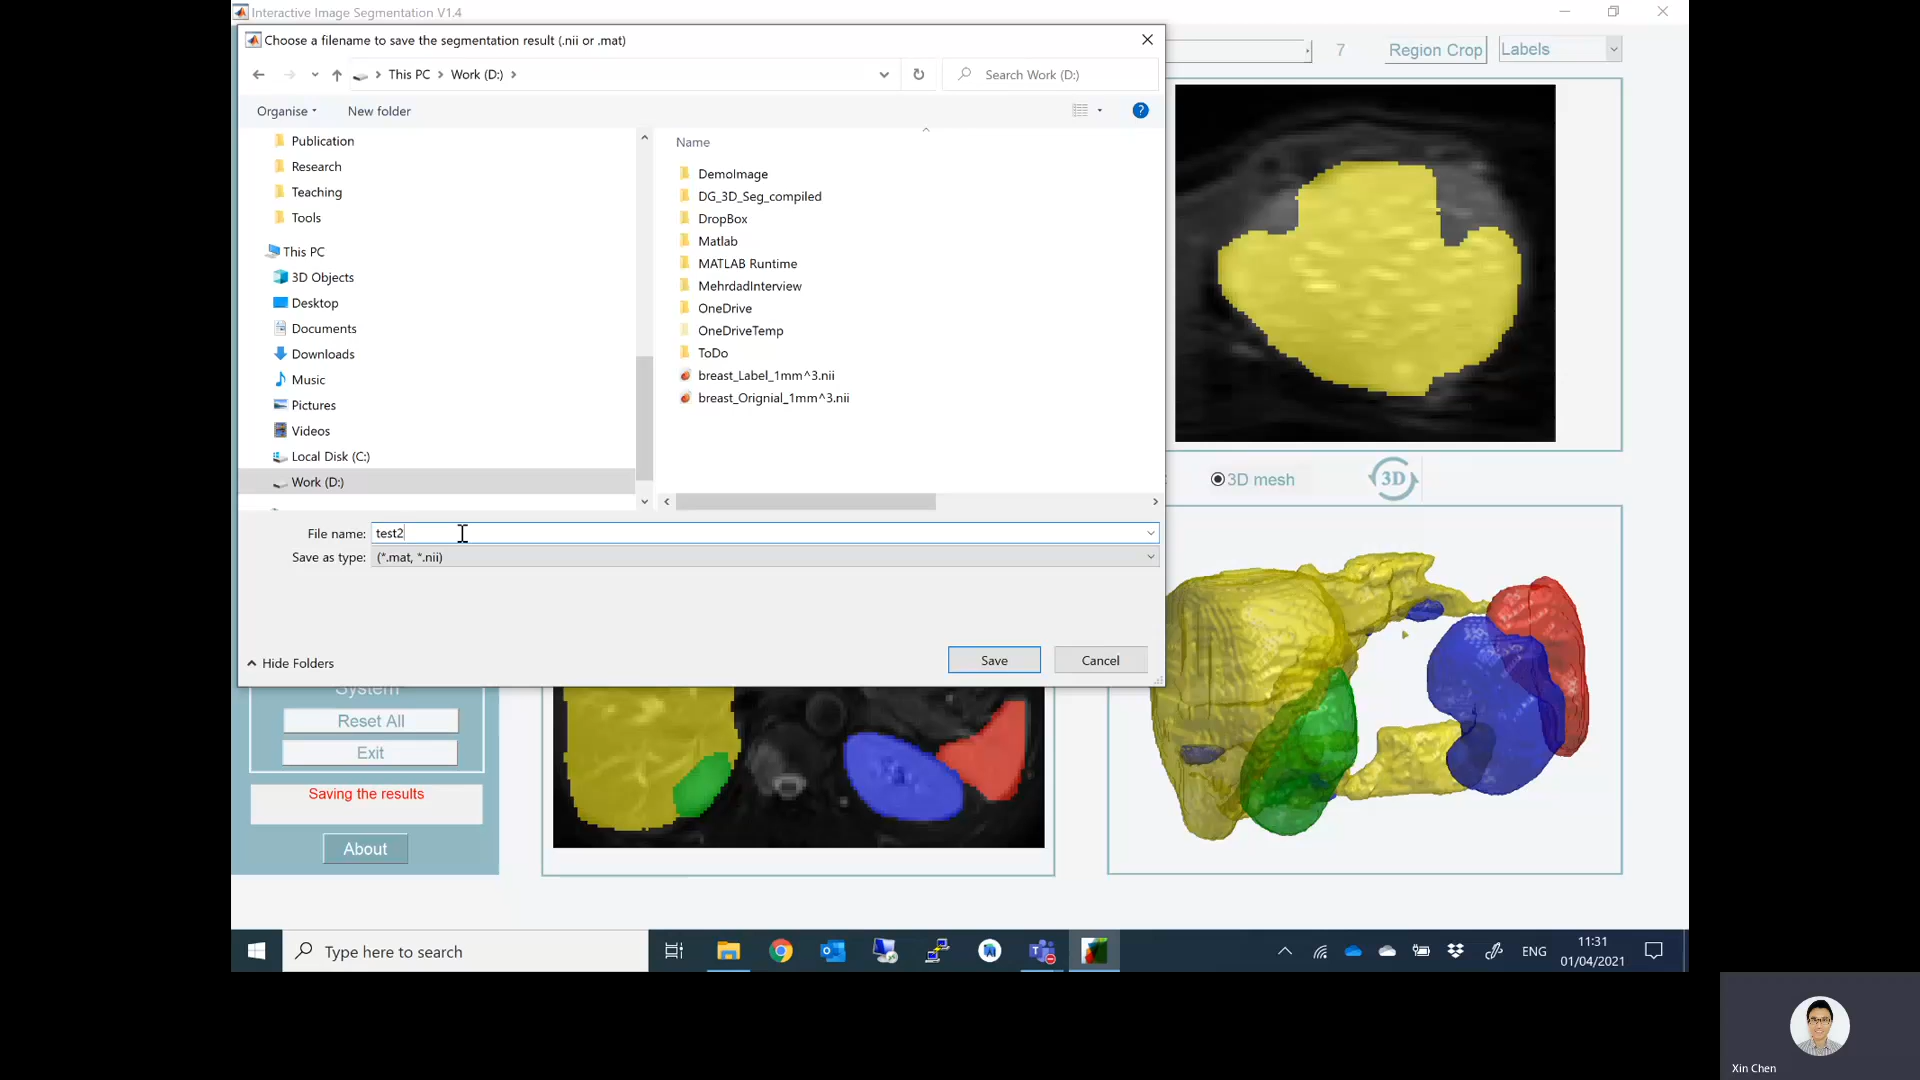 Interactive Image Segmentation V1.4
Choose a filename to save the segmentation result (.nii or .mat)
7
Region Crop
Labels
This PC
Work (D:)
Search Work (D:)
Organise
New folder
Publication
Research
Teaching
Tools
This PC
3D Objects
Desktop
Documents
Downloads
Music
Pictures
Videos
Local Disk (C:)
Work (D:)
Name
DemoImage
DG_3D_Seg_compiled
DropBox
Matlab
MATLAB Runtime
MehrdadInterview
OneDrive
OneDriveTemp
ToDo
breast_Label_1mm^3.nii
breast_Orignial_1mm^3.nii
File name: test2
Save as type: (*.mat, *.nii)
Hide Folders
Save
Cancel
3D mesh
3D
System
Reset All
Exit
Saving the results
About
Type here to search
ENG
11:31
01/04/2021
Xin Chen